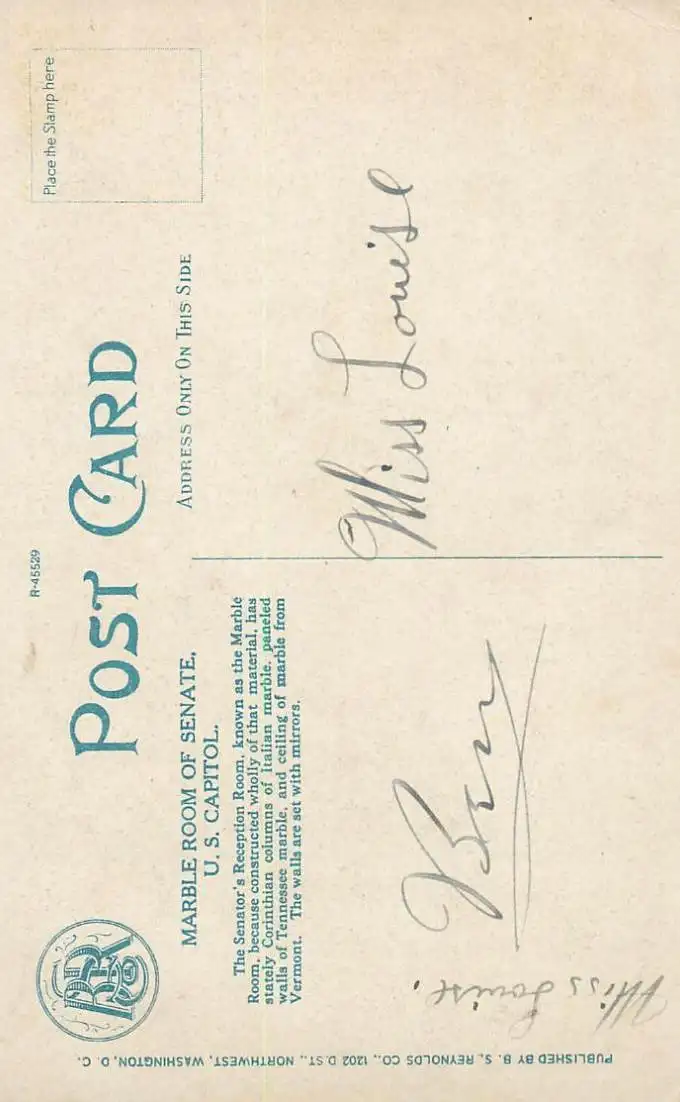 R-45529
POST CARD
Place the Stamp here
ADDRESS ONLY ON THIS SIDE
MARBLE ROOM OF SENATE,
U. S. CAPITOL.
The Senator's Reception Room, known as the Marble
Room, because constructed wholly of that material, has
stately Corinthian columns of Italian marble, paneled
walls of Tennessee marble, and ceiling of marble from
Vermont. The walls are set with mirrors.
Miss Louise
Ben
Miss Louise,
PUBLISHED BY B. S. REYNOLDS CO., 1202 D. ST., NORTHWEST, WASHINGTON, D. C.